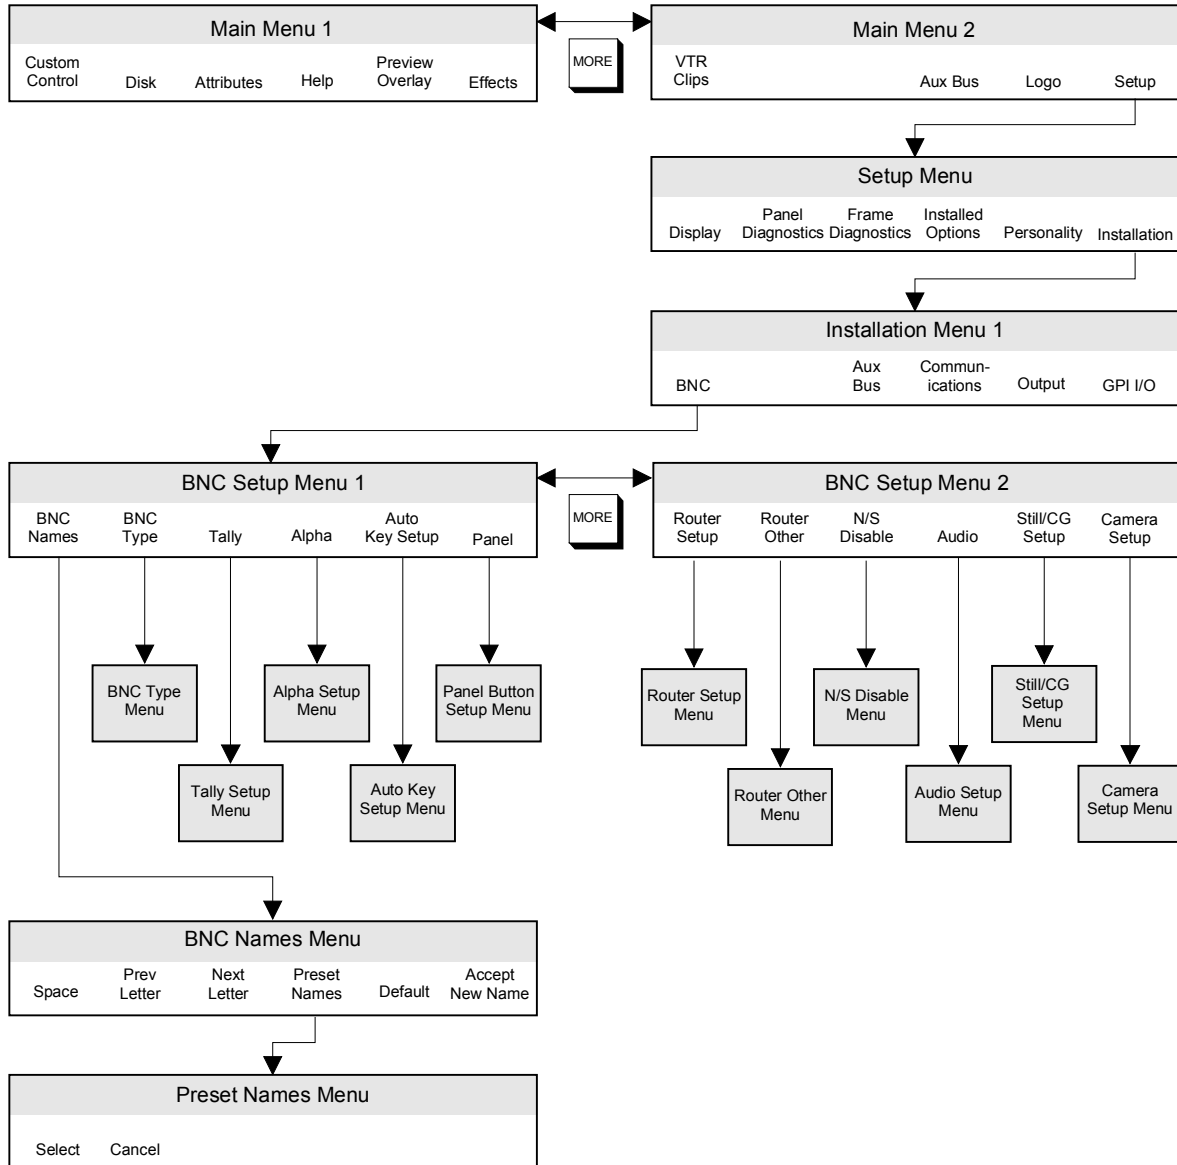 Main Menu 1
Custom
Control
Disk
Attributes
Help
Preview
Overlay
Effects
MORE
Main Menu 2
VTR
Clips
Aux Bus
Logo
Setup
Setup Menu
Display
Panel
Diagnostics
Frame
Diagnostics
Installed
Options
Personality
Installation
Installation Menu 1
BNC
Aux
Bus
Commun-
ications
Output
GPI I/O
BNC Setup Menu 1
BNC
Names
BNC
Type
Tally
Alpha
Auto
Key Setup
Panel
MORE
BNC Setup Menu 2
Router
Setup
Router
Other
N/S
Disable
Audio
Still/CG
Setup
Camera
Setup
BNC Type
Menu
Alpha Setup
Menu
Panel Button
Setup Menu
Tally Setup
Menu
Auto Key
Setup Menu
Router Setup
Menu
N/S Disable
Menu
Still/CG
Setup
Menu
Router Other
Menu
Audio Setup
Menu
Camera
Setup Menu
BNC Names Menu
Space
Prev
Letter
Next
Letter
Preset
Names
Default
Accept
New Name
Preset Names Menu
Select
Cancel